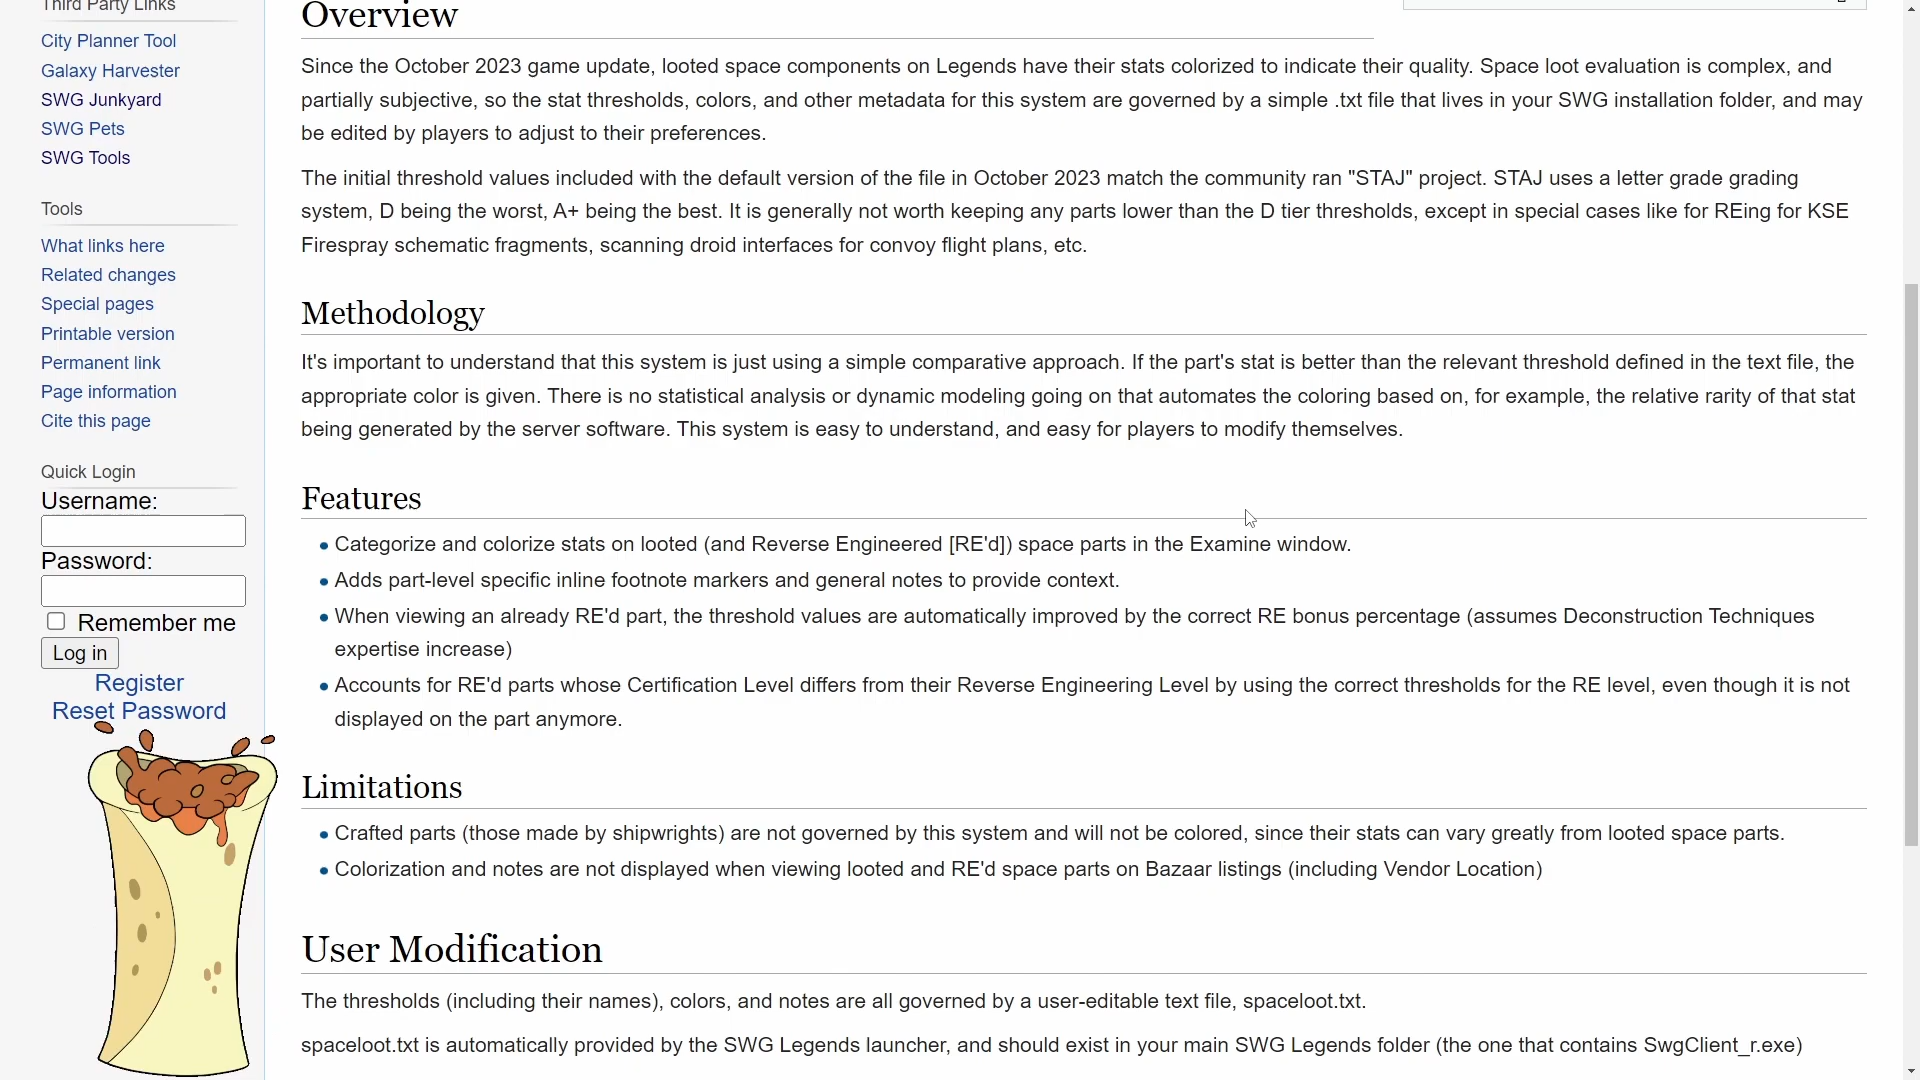 Third Party Links
City Planner Tool
Galaxy Harvester
SWG Junkyard
SWG Pets
SWG Tools
Tools
What links here
Related changes
Special pages
Printable version
Permanent link
Page information
Cite this page
Quick Login
Username:
Password:
Remember me
Log in
Register
Reset Password
Overview
Since the October 2023 game update, looted space components on Legends have their stats colorized to indicate their quality. Space loot evaluation is complex, and
partially subjective, so the stat thresholds, colors, and other metadata for this system are governed by a simple .txt file that lives in your SWG installation folder, and may
be edited by players to adjust to their preferences.
The initial threshold values included with the default version of the file in October 2023 match the community ran "STAJ" project. STAJ uses a letter grade grading
system, D being the worst, A+ being the best. It is generally not worth keeping any parts lower than the D tier thresholds, except in special cases like for REing for KSE
Firespray schematic fragments, scanning droid interfaces for convoy flight plans, etc.
Methodology
It's important to understand that this system is just using a simple comparative approach. If the part's stat is better than the relevant threshold defined in the text file, the
appropriate color is given. There is no statistical analysis or dynamic modeling going on that automates the coloring based on, for example, the relative rarity of that stat
being generated by the server software. This system is easy to understand, and easy for players to modify themselves.
Features
Categorize and colorize stats on looted (and Reverse Engineered [RE'd]) space parts in the Examine window.
Adds part-level specific inline footnote markers and general notes to provide context.
When viewing an already RE'd part, the threshold values are automatically improved by the correct RE bonus percentage (assumes Deconstruction Techniques
expertise increase)
Accounts for RE'd parts whose Certification Level differs from their Reverse Engineering Level by using the correct thresholds for the RE level, even though it is not
displayed on the part anymore.
Limitations
Crafted parts (those made by shipwrights) are not governed by this system and will not be colored, since their stats can vary greatly from looted space parts.
Colorization and notes are not displayed when viewing looted and RE'd space parts on Bazaar listings (including Vendor Location)
User Modification
The thresholds (including their names), colors, and notes are all governed by a user-editable text file, spaceloot.txt.
spaceloot.txt is automatically provided by the SWG Legends launcher, and should exist in your main SWG Legends folder (the one that contains SwgClient_r.exe)